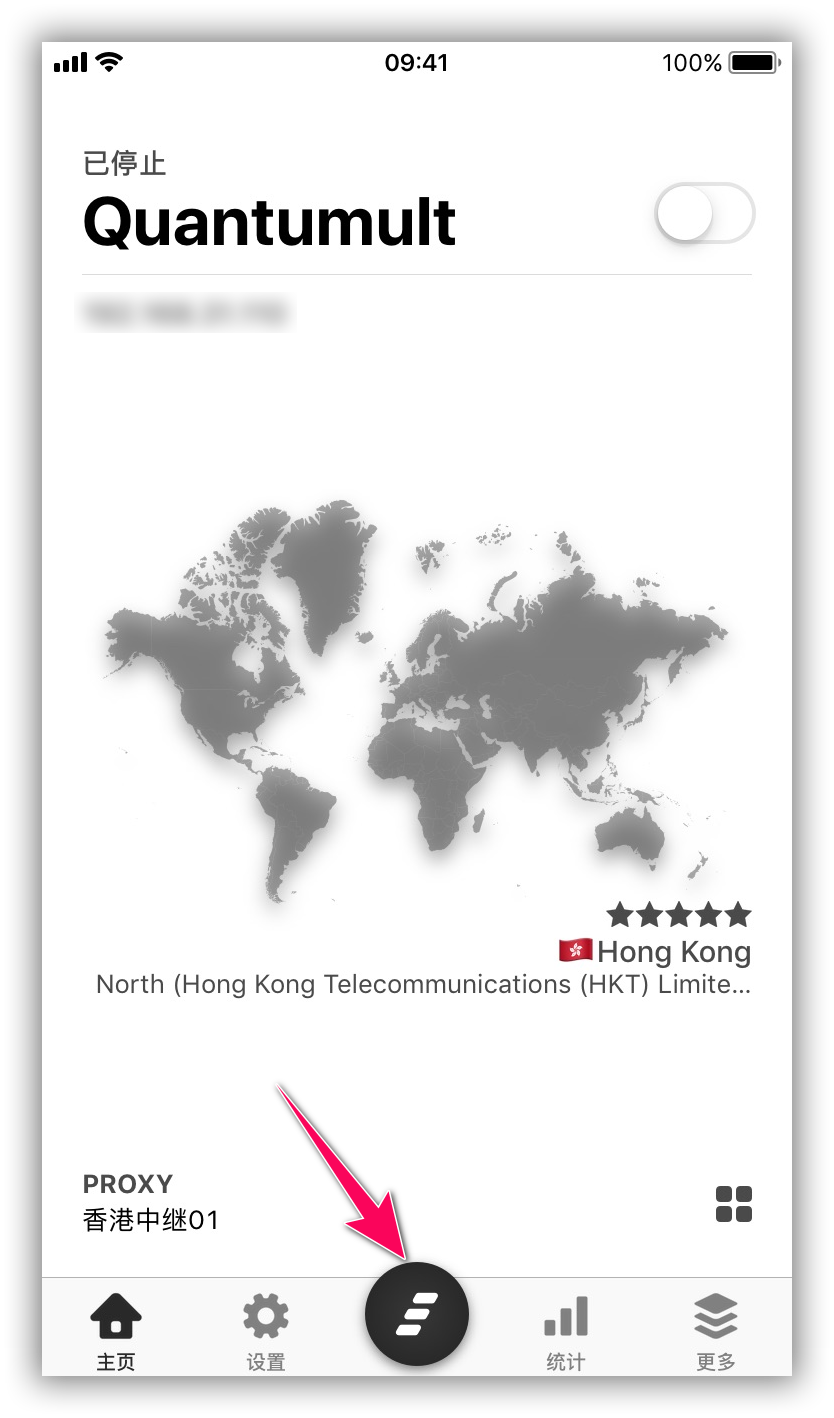 09:41
100%
已停止
Quantumult
Hong Kong
North (Hong Kong Telecommunications (HKT) Limite...
PROXY
香港中继01
主页
设置
统计
更多